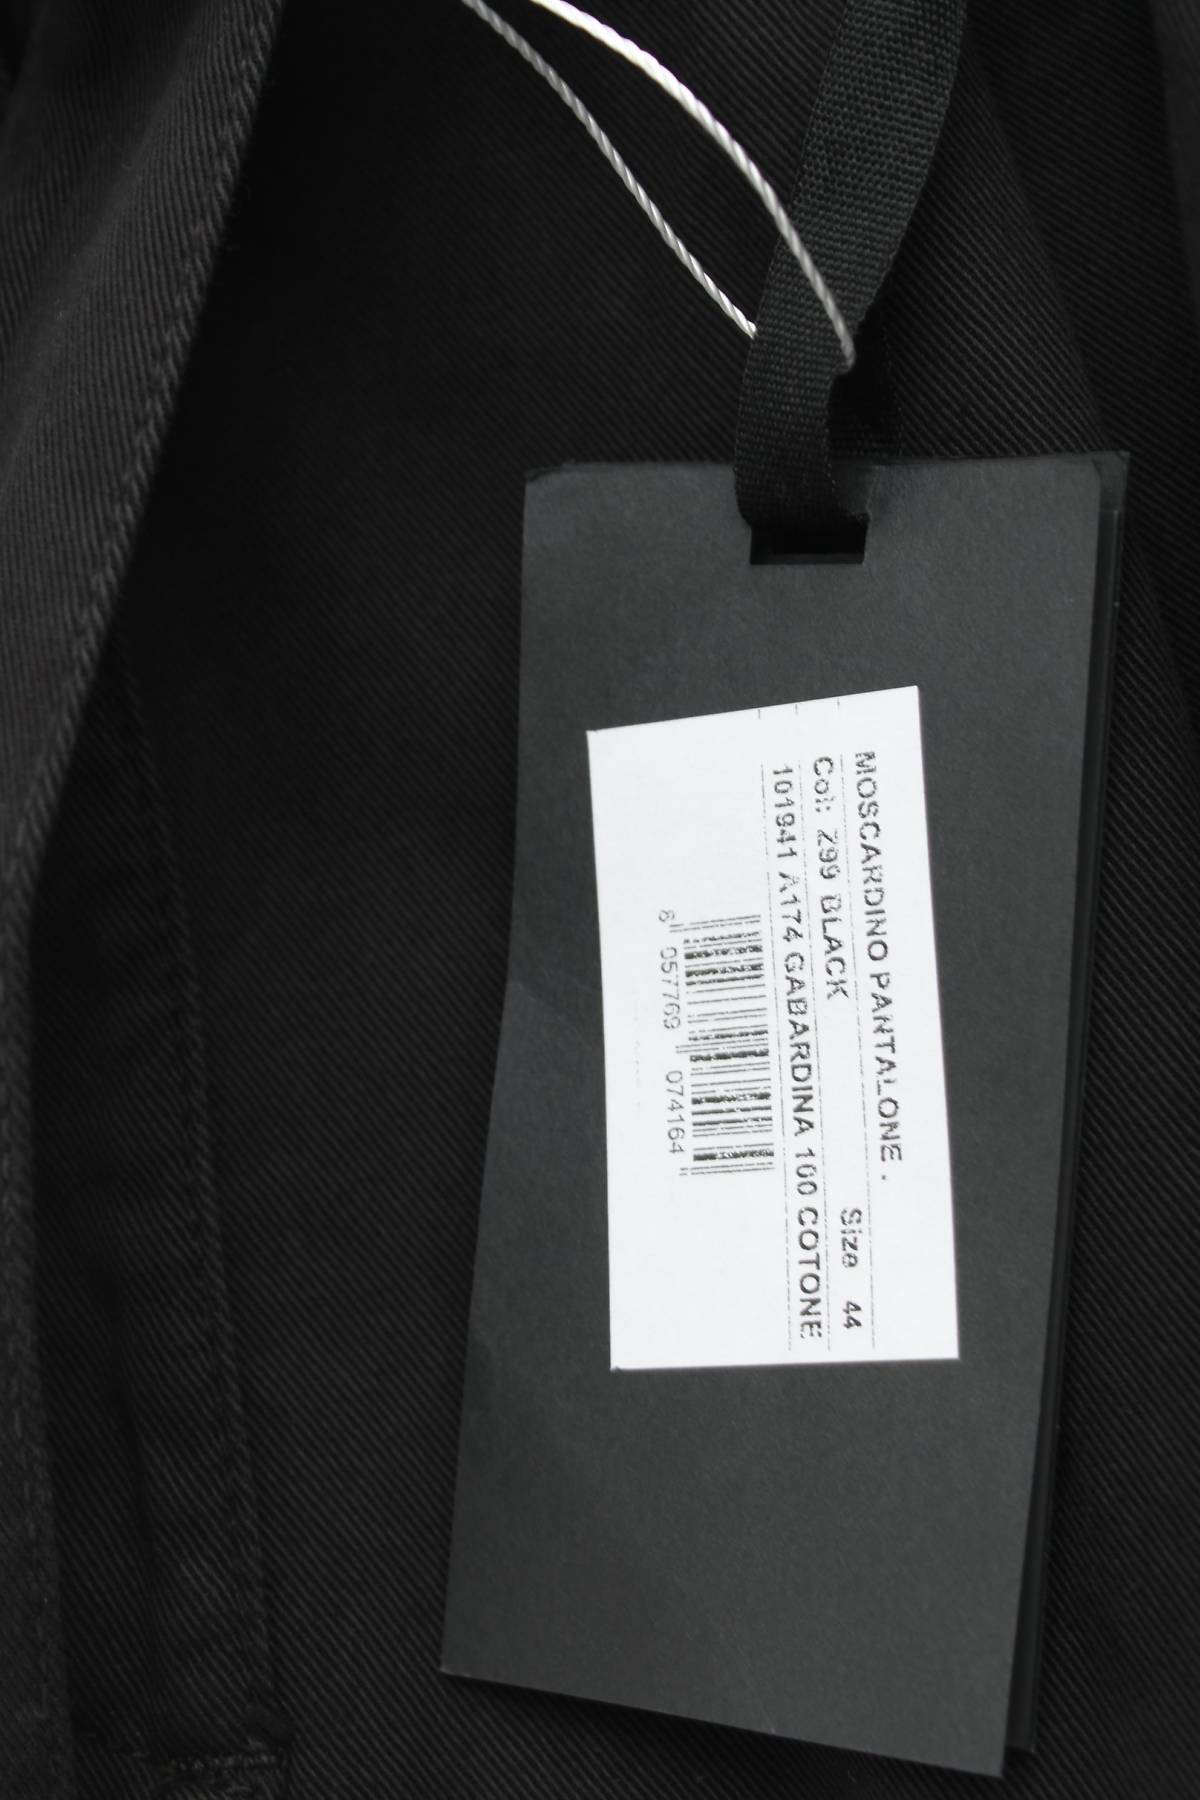 MOSCARDINO PANTALONE .
Col: Z99 BLACK Size 44
101941 A174 GABARDINA 100 COTONE
8 057769 074164